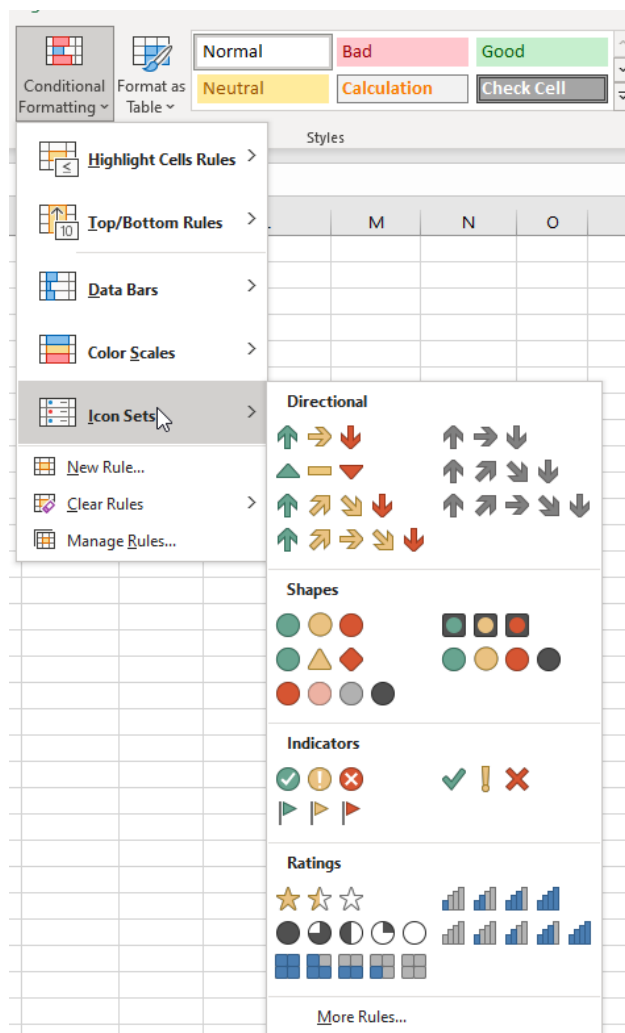 Normal
Bad
Good
Conditional Formatting
Format as Table
Neutral
Calculation
Check Cell
Styles
≤
Highlight Cells Rules
10
Top/Bottom Rules
M
N
O
Data Bars
Color Scales
Icon Sets
Directional
New Rule...
Clear Rules
Manage Rules...
Shapes
Indicators
Ratings
More Rules...